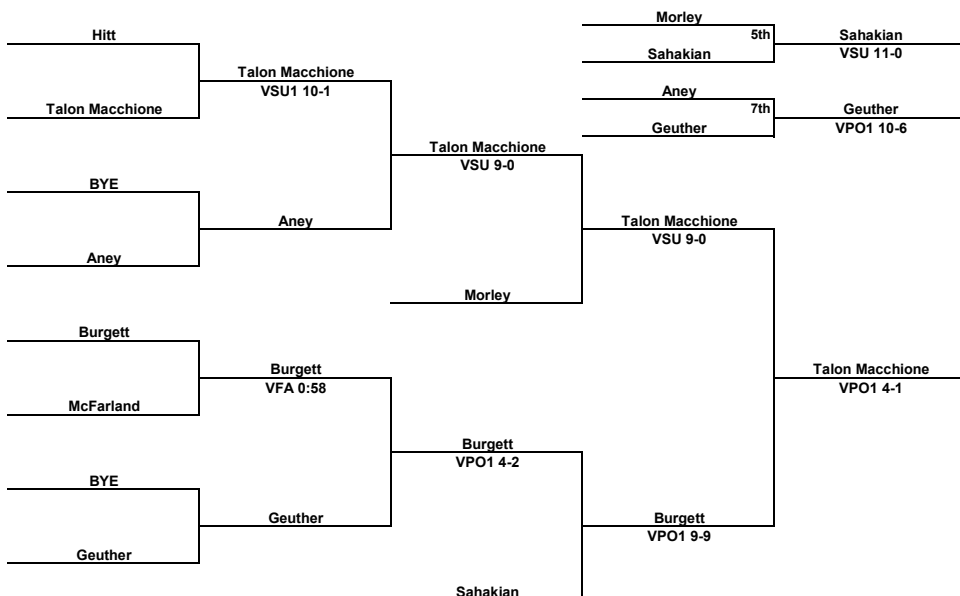 Hitt
Talon Macchione
VSU1 10-1
Talon Macchione
Talon Macchione
VSU 9-0
BYE
Aney
Aney
Talon Macchione
VSU 9-0
Morley
Burgett
Burgett
VFA 0:58
McFarland
Burgett
VPO1 4-2
BYE
Geuther
Geuther
Burgett
VPO1 9-9
Sahakian
Talon Macchione
VPO1 4-1
Morley
5th
Sahakian
Sahakian
VSU 11-0
Aney
7th
Geuther
Geuther
VPO1 10-6